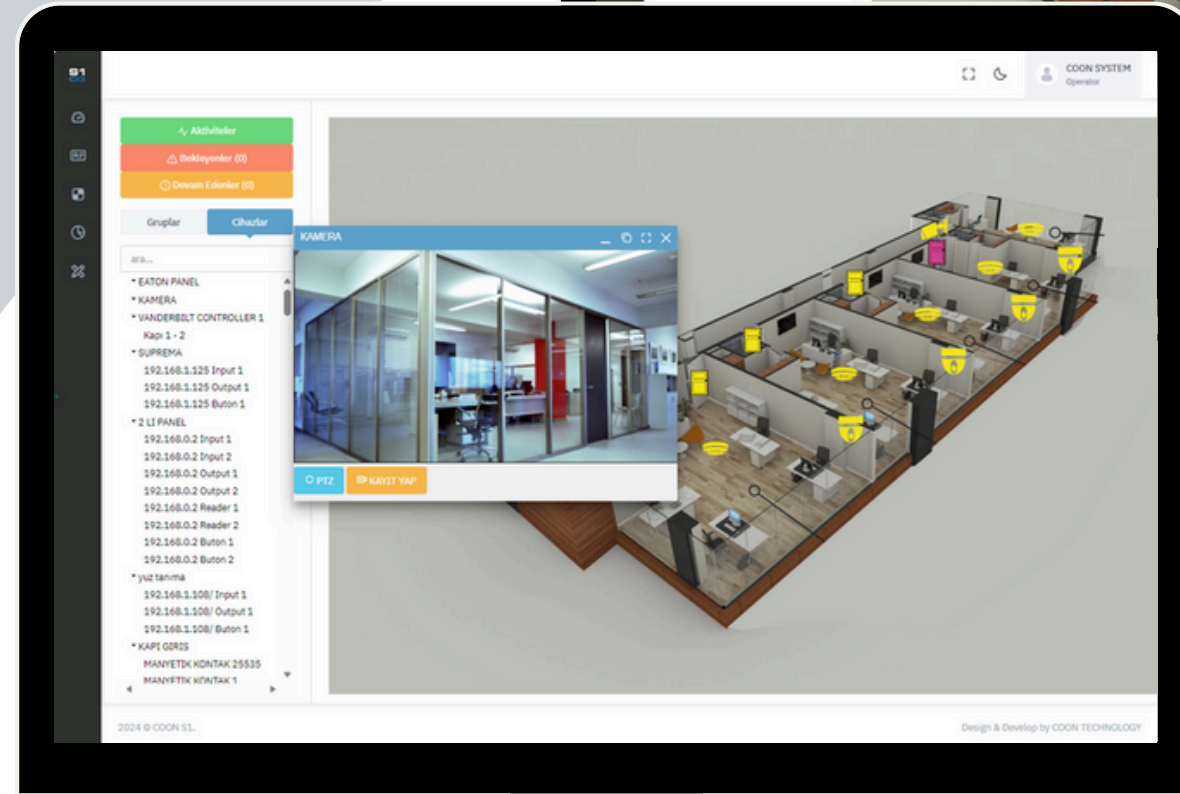 S1
COON SYSTEM
Operator
Aktiviteler
Bekleyenler (0)
Devam Edenler (0)
Gruplar
Cihazlar
ara...
EATON PANEL
KAMERA
VANDERBILT CONTROLLER 1
Kapı 1 - 2
SUPREMA
192.168.1.125 Input 1
192.168.1.125 Output 1
192.168.1.125 Buton 1
2 LI PANEL
192.168.0.2 Input 1
192.168.0.2 Input 2
192.168.0.2 Output 1
192.168.0.2 Output 2
192.168.0.2 Reader 1
192.168.0.2 Reader 2
192.168.0.2 Buton 1
192.168.0.2 Buton 2
yuz tanima
192.168.1.108/ Input 1
192.168.1.108/ Output 1
192.168.1.108/ Buton 1
KAPI GIRIS
MANYETIK KONTAK 25535
MANYETIK KONTAK 1
KAMERA
PTZ
KAYIT YAP
2024 © COON S1.
Design & Develop by COON TECHNOLOGY